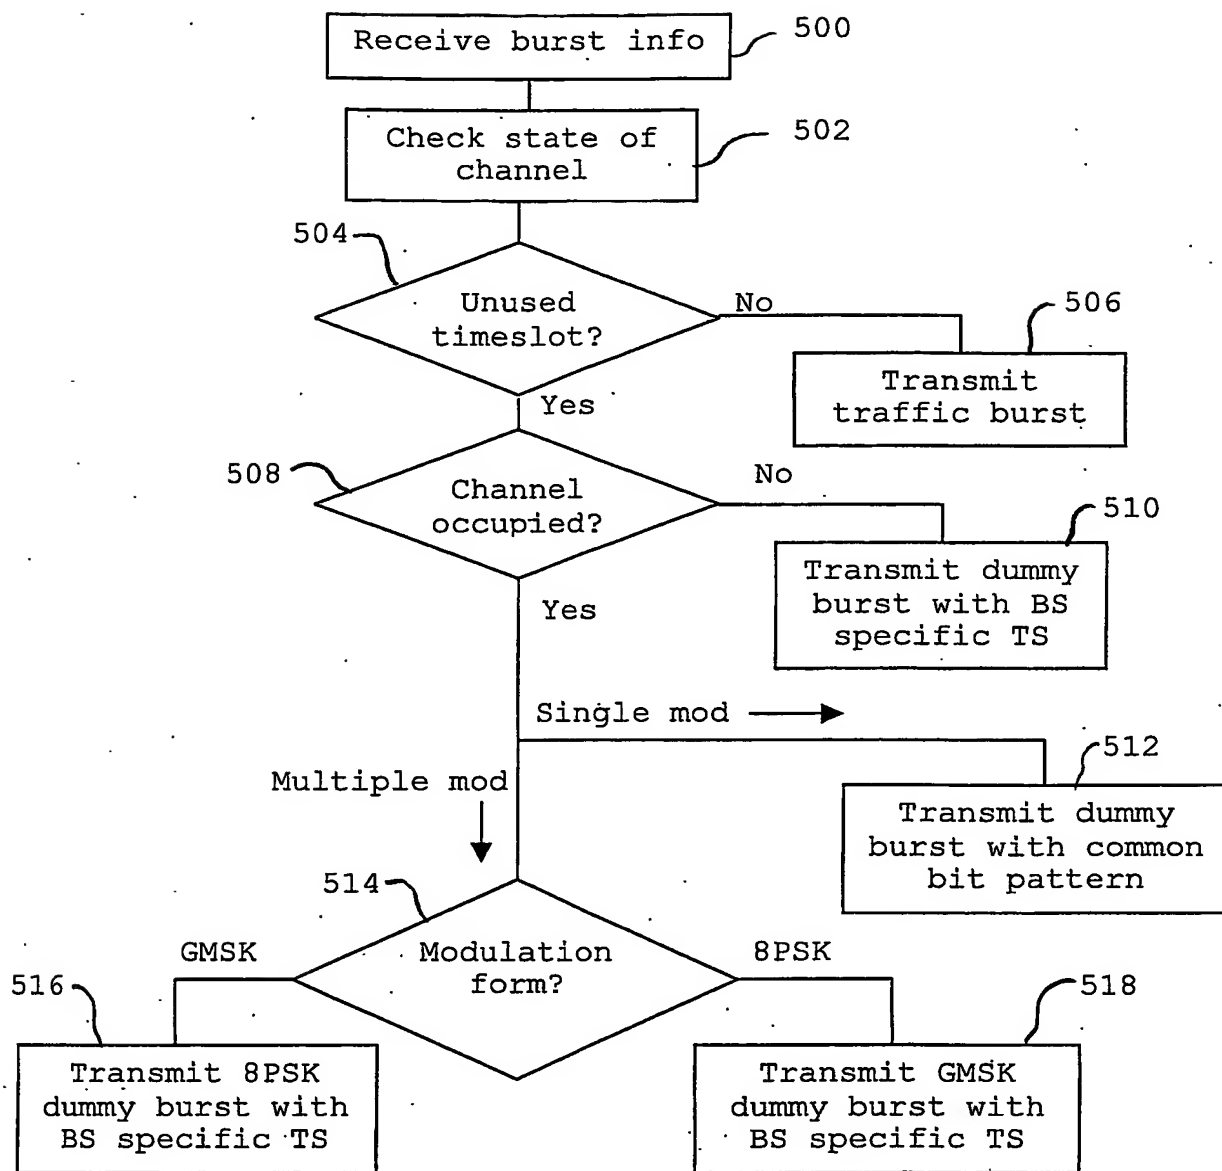 Receive burst info
500
Check state of
channel
502
504
Unused
timeslot?
No
506
Transmit
traffic burst
Yes
508
Channel
occupied?
No
510
Transmit dummy
burst with BS
specific TS
Yes
Single mod
512
Multiple mod
Transmit dummy
burst with common
bit pattern
514
GMSK
Modulation
form?
8PSK
516
518
Transmit 8PSK
dummy burst with
BS specific TS
Transmit GMSK
dummy burst with
BS specific TS